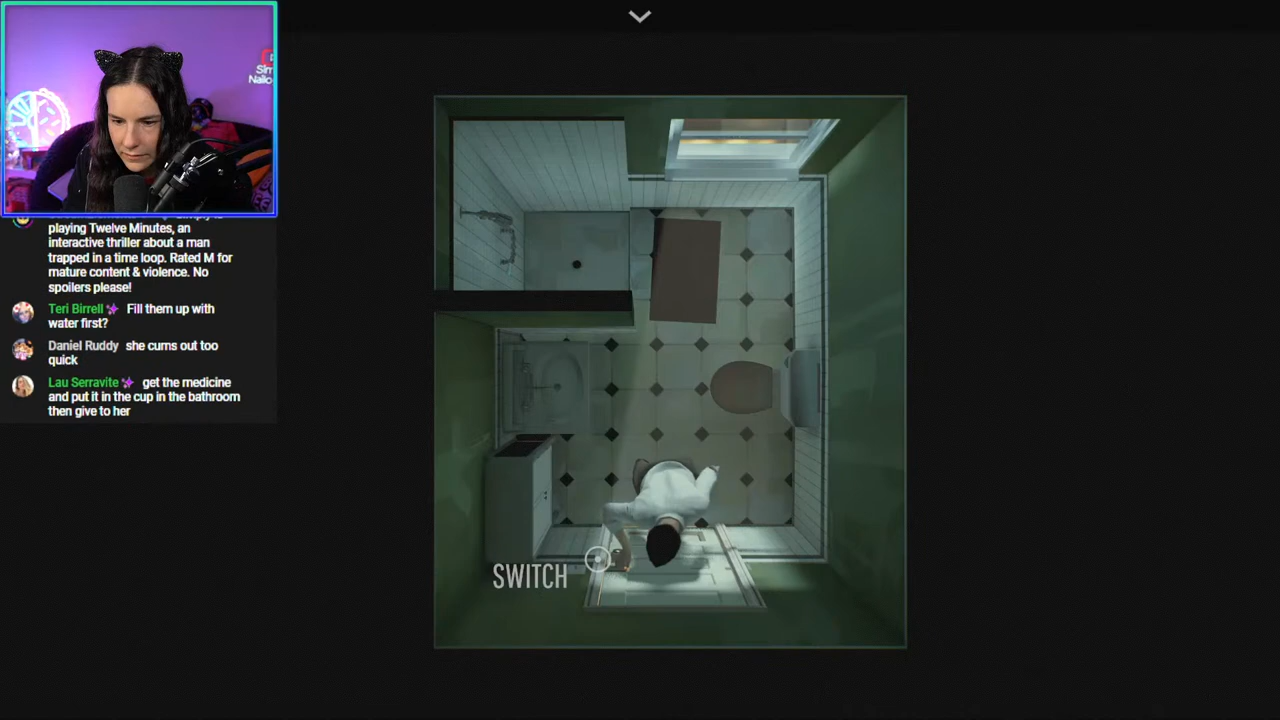 playing Twelve Minutes, an
interactive thriller about a man
trapped in a time loop. Rated M for
mature content & violence. No
spoilers please!
Teri Birrell Fill them up with
water first?
Daniel Ruddy she cums out too
quick
Lau Serravite get the medicine
and put it in the cup in the bathroom
then give to her
SWITCH